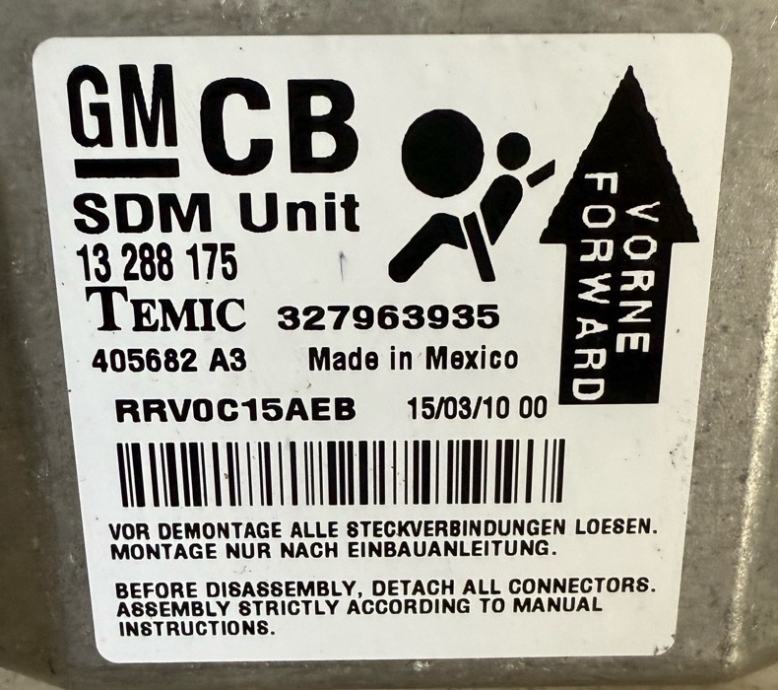 GM CB
SDM Unit
13 288 175
TEMIC 327963935
405682 A3 Made in Mexico
RRV0C15AEB 15/03/10 00
VORNE
FORWARD
VOR DEMONTAGE ALLE STECKVERBINDUNGEN LOESEN.
MONTAGE NUR NACH EINBAUANLEITUNG.
BEFORE DISASSEMBLY, DETACH ALL CONNECTORS.
ASSEMBLY STRICTLY ACCORDING TO MANUAL
INSTRUCTIONS.